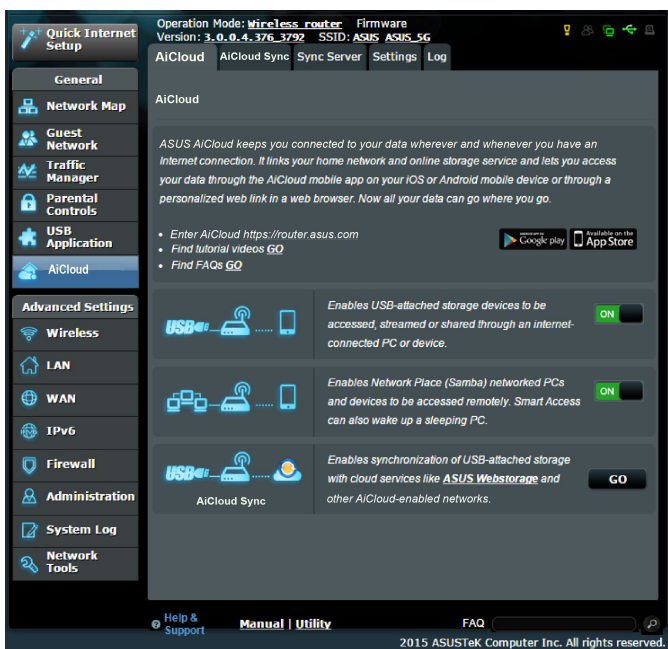 Quick Internet
Setup
Operation Mode: Wireless router Firmware
Version: 3.0.0.4.376_3792 SSID: ASUS ASUS_5G
AiCloud AiCloud Sync Sync Server Settings Log
General
Network Map
Guest
Network
Traffic
Manager
Parental
Controls
USB
Application
AiCloud
Advanced Settings
Wireless
LAN
WAN
IPv6
Firewall
Administration
System Log
Network
Tools
AiCloud
ASUS AiCloud keeps you connected to your data wherever and whenever you have an
Internet connection. It links your home network and online storage service and lets you access
your data through the AiCloud mobile app on your iOS or Android mobile device or through a
personalized web link in a web browser. Now all your data can go where you go.
• Enter AiCloud https://router.asus.com
• Find tutorial videos GO
• Find FAQs GO
Google play
Available on the
App Store
USB
Enables USB-attached storage devices to be
accessed, streamed or shared through an internet-
connected PC or device.
ON
Enables Network Place (Samba) networked PCs
and devices to be accessed remotely. Smart Access
can also wake up a sleeping PC.
ON
USB
AiCloud Sync
Enables synchronization of USB-attached storage
with cloud services like ASUS Webstorage and
other AiCloud-enabled networks.
GO
Help &
Support
Manual | Utility
FAQ
2015 ASUSTeK Computer Inc. All rights reserved.